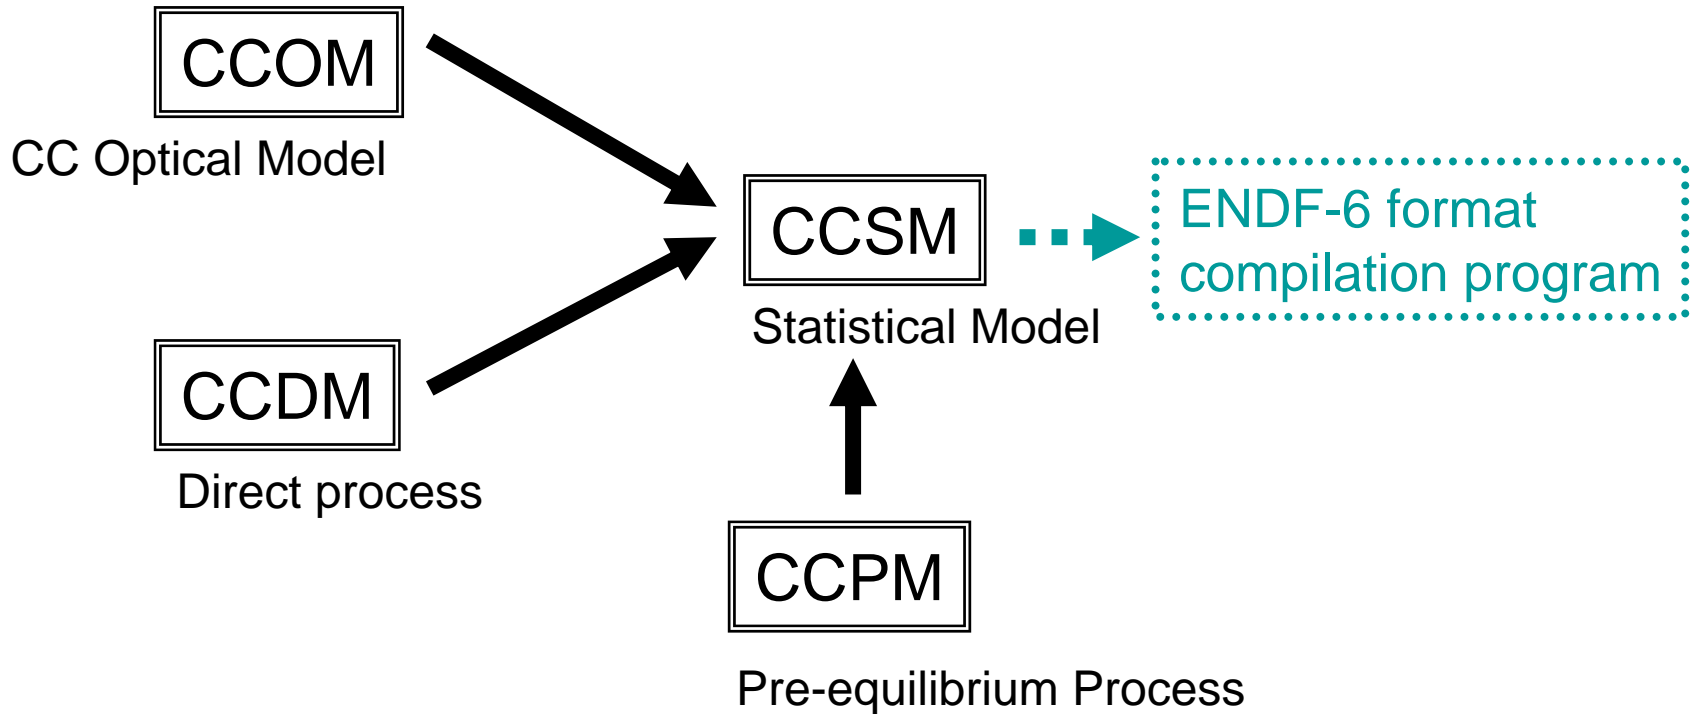 CCOM
CC Optical Model
CCSM
Statistical Model
ENDF-6 format
compilation program
CCDM
Direct process
CCPM
Pre-equilibrium Process